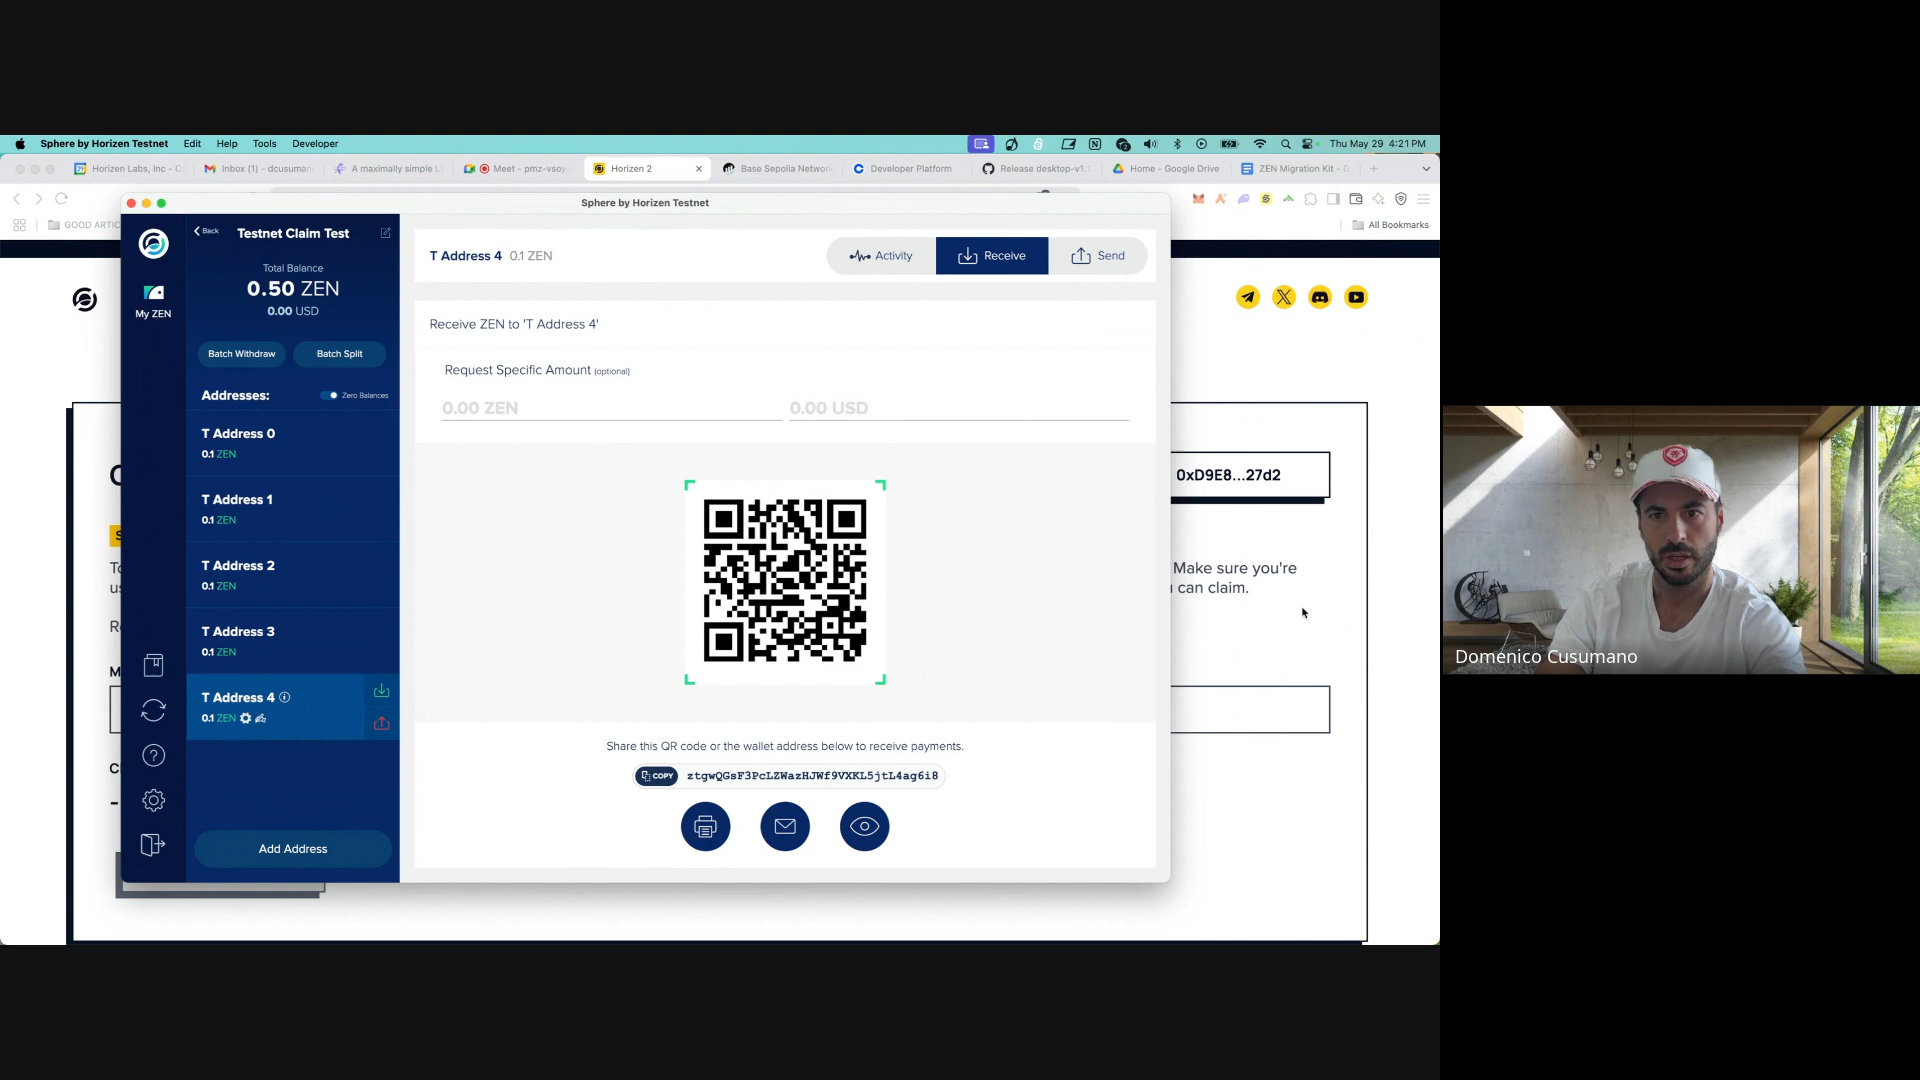 Sphere by Horizen Testnet Edit Help Tools Developer Thu May 29 4:21 PM
Horizen Labs, Inc - C Inbox (1) - dcusuman A maximally simple L Meet - pmz-vsoy Horizen 2 Base Sepolia Network Developer Platform Release desktop-v1.1 Home - Google Drive ZEN Migration Kit - G
GOOD ARTIC All Bookmarks
Sphere by Horizen Testnet
Back Testnet Claim Test
Total Balance
0.50 ZEN
0.00 USD
My ZEN
Batch Withdraw Batch Split
Addresses: Zero Balances
T Address 0
0.1 ZEN
T Address 1
0.1 ZEN
T Address 2
0.1 ZEN
T Address 3
0.1 ZEN
T Address 4
0.1 ZEN
Add Address
T Address 4 0.1 ZEN Activity Receive Send
Receive ZEN to 'T Address 4'
Request Specific Amount (optional)
0.00 ZEN 0.00 USD
Share this QR code or the wallet address below to receive payments.
COPY ztgwQGsF3PcLZWazHJWf9VXKL5jtL4ag6i8
0xD9E8...27d2
Make sure you're
can claim.
Domenico Cusumano